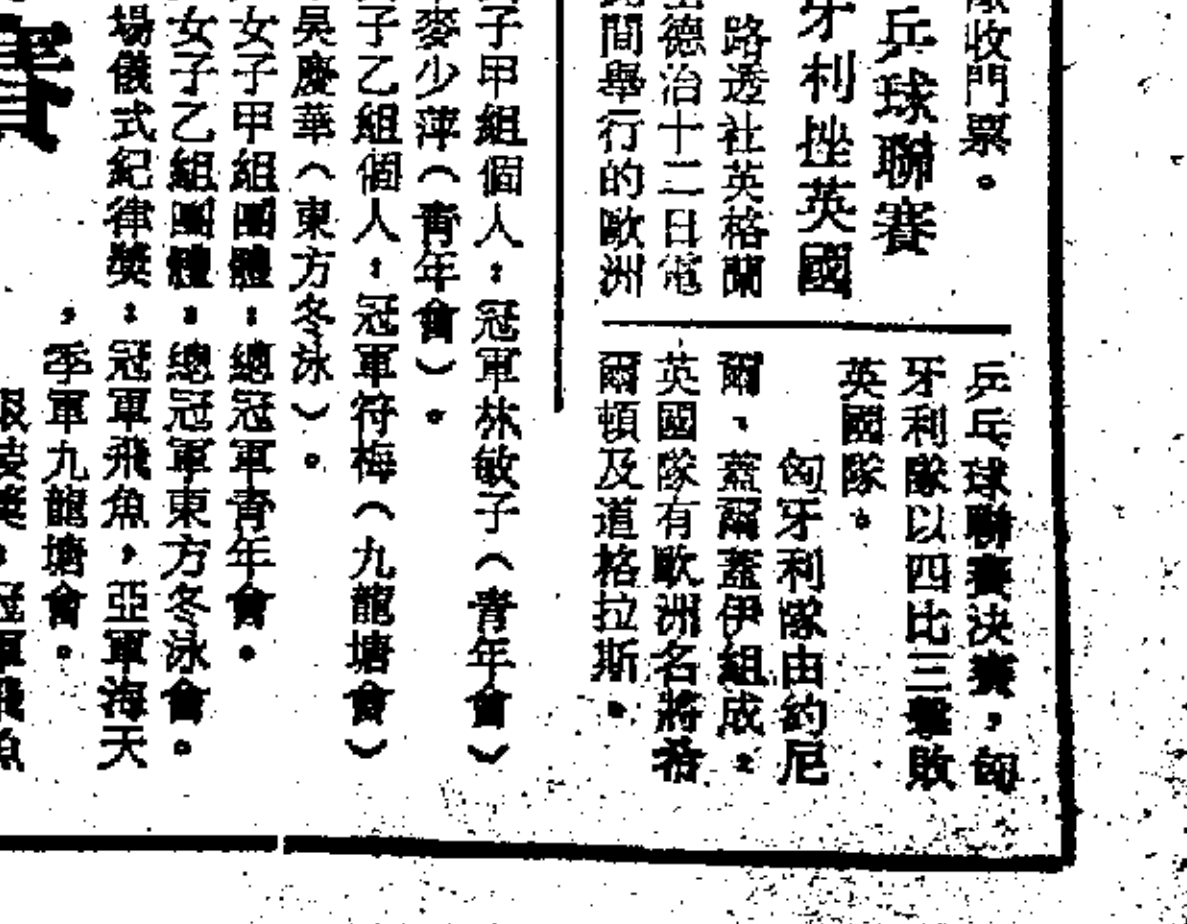 收門票。
乒球聯賽
牙利挫英國
路透社英格蘭
德治十二日電
間舉行的歐洲
乒乓球聯賽決賽，匈
牙利隊以四比三擊敗
英國隊。
匈牙利隊由約尼
爾、蓋爾蓋伊組成。
英國隊有歐洲名將希
爾頓及道格拉斯。
子甲組個人：冠軍林敏子（青年會）
麥少萍（青年會）。
子乙組個人：冠軍符梅（九龍塘會）
吳慶華（東方冬泳）。
女子甲組團體：總冠軍青年會。
女子乙組團體：總冠軍東方冬泳會。
場儀式紀律獎：冠軍飛魚，亞軍海天
，季軍九龍塘會。
冠軍飛魚